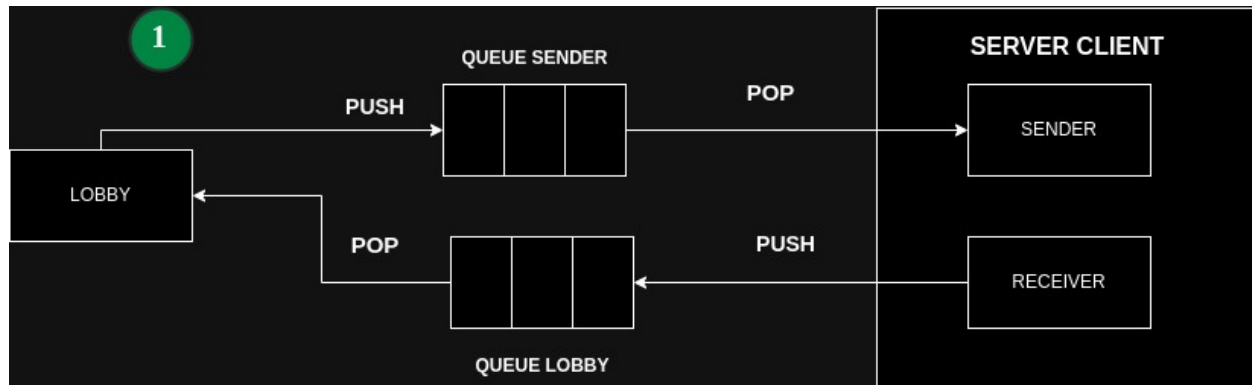 1
SERVER CLIENT
QUEUE SENDER
PUSH
POP
SENDER
LOBBY
POP
PUSH
RECEIVER
QUEUE LOBBY